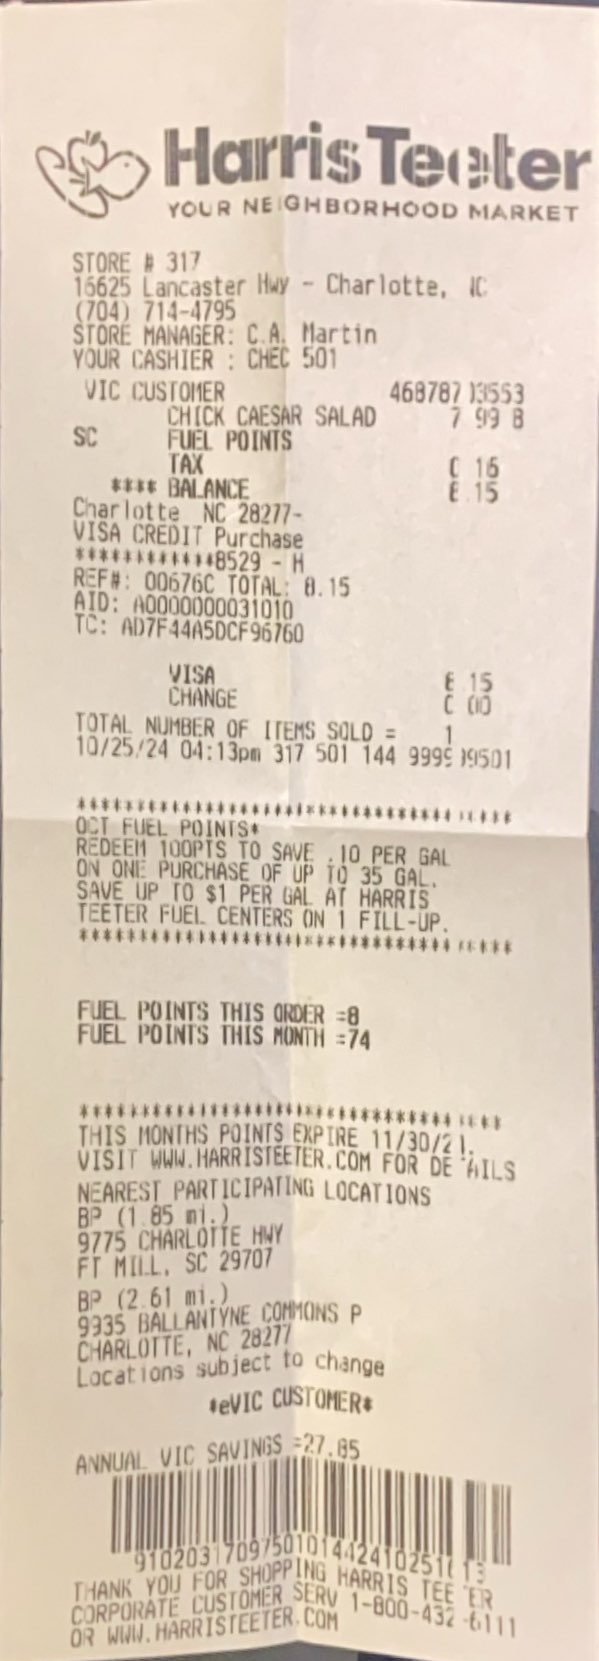 Harris Teeter
YOUR NEIGHBORHOOD MARKET
STORE # 317
16625 Lancaster Hwy - Charlotte, NC
(704) 714-4795
STORE MANAGER: C.A. Martin
YOUR CASHIER : CHEC 501
VIC CUSTOMER
CHICK CAESAR SALAD 7 99 B
SC FUEL POINTS
TAX 0 16
**** BALANCE 8 15
Charlotte NC 28277-
VISA CREDIT Purchase
************8529 - H
REF#: 00676C TOTAL: 8.15
AID: A0000000031010
TC: AD7F44A5DCF96760
VISA 8 15
CHANGE 0 00
TOTAL NUMBER OF ITEMS SOLD = 1
10/25/24 04:13pm 317 501 144
****************************************
OCT FUEL POINTS*
REDEEM 100PTS TO SAVE .10 PER GAL
ON ONE PURCHASE OF UP TO 35 GAL.
SAVE UP TO $1 PER GAL AT HARRIS
TEETER FUEL CENTERS ON 1 FILL-UP.
****************************************
FUEL POINTS THIS ORDER =8
FUEL POINTS THIS MONTH =74
****************************************
THIS MONTHS POINTS EXPIRE 11/30/24.
VISIT WWW.HARRISTEETER.COM FOR DETAILS
NEAREST PARTICIPATING LOCATIONS
BP (1.85 mi.)
9775 CHARLOTTE HWY
FT MILL, SC 29707
BP (2.61 mi.)
9935 BALLANTYNE COMMONS P
CHARLOTTE, NC 28277
Locations subject to change
*eVIC CUSTOMER*
ANNUAL VIC SAVINGS =27.85
THANK YOU FOR SHOPPING HARRIS TEETER
CORPORATE CUSTOMER SERV 1-800-432-6111
OR WWW.HARRISTEETER.COM